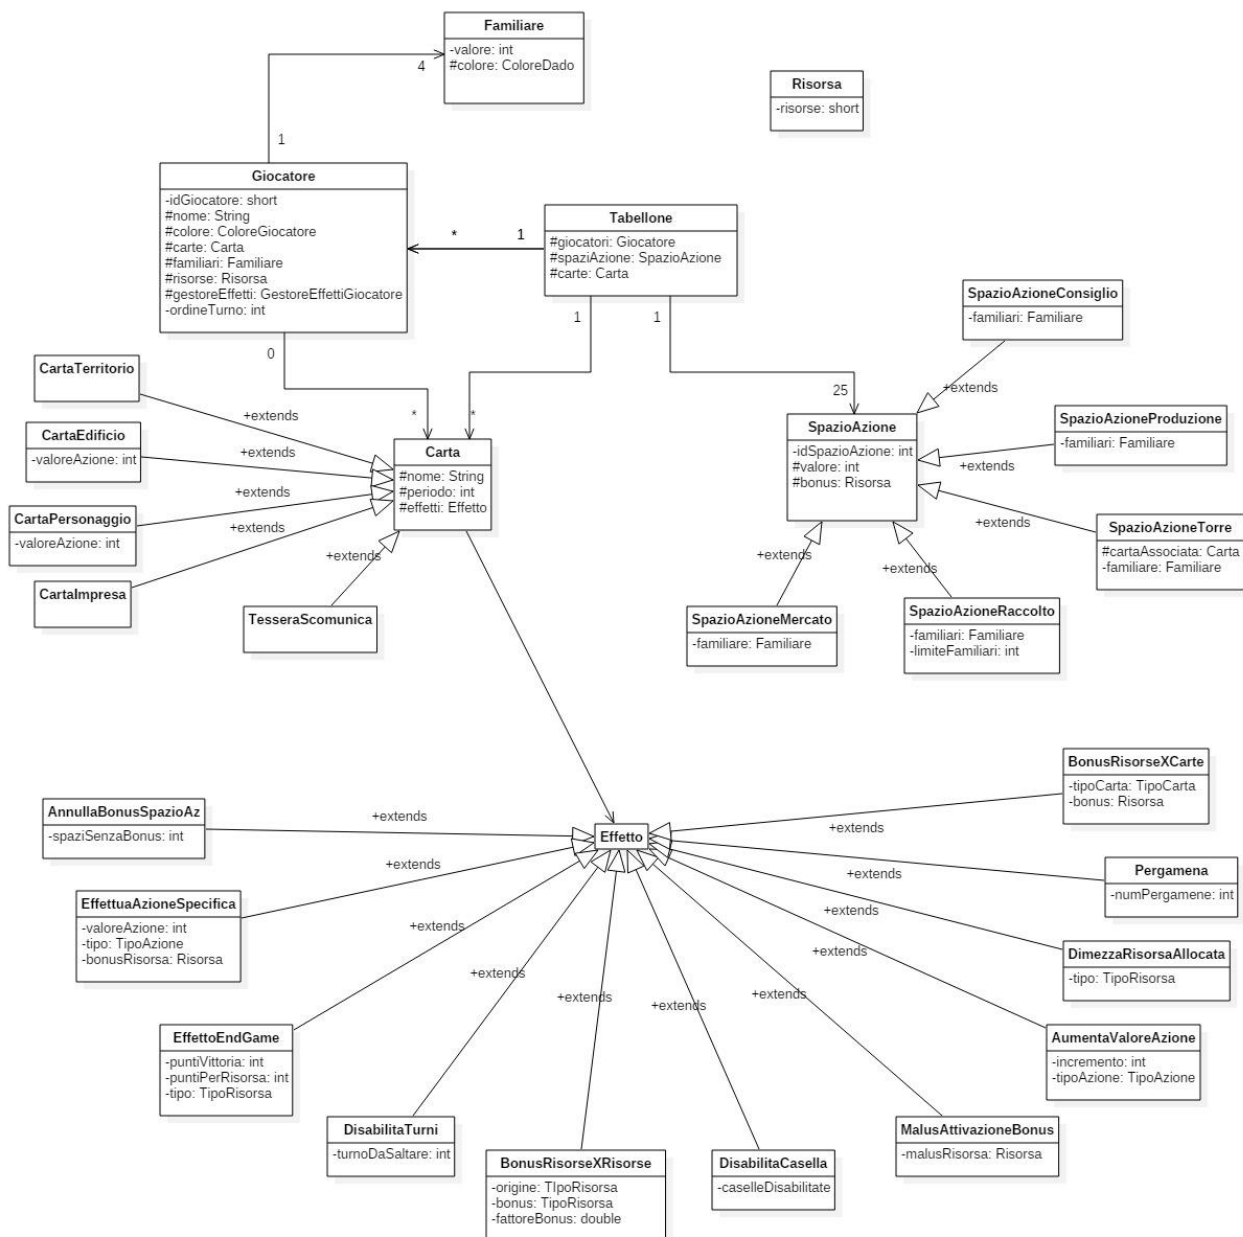 Familiare
-valore: int
#colore: ColoreDado
4
1
Risorsa
-risorse: short
Giocatore
-idGiocatore: short
#nome: String
#colore: ColoreGiocatore
#carte: Carta
#familiari: Familiare
#risorse: Risorsa
#gestoreEffetti: GestoreEffettiGiocatore
-ordineTurno: int
*
1
Tabellone
#giocatori: Giocatore
#spaziAzione: SpazioAzione
#carte: Carta
0
1
1
*
*
25
SpazioAzioneConsiglio
-familiari: Familiare
+extends
CartaTerritorio
+extends
CartaEdificio
-valoreAzione: int
+extends
CartaPersonaggio
-valoreAzione: int
+extends
CartaImpresa
+extends
Carta
#nome: String
#periodo: int
#effetti: Effetto
+extends
TesseraScomunica
SpazioAzione
-idSpazioAzione: int
#valore: int
#bonus: Risorsa
SpazioAzioneProduzione
-familiari: Familiare
+extends
SpazioAzioneTorre
#cartaAssociata: Carta
-familiare: Familiare
+extends
+extends
+extends
SpazioAzioneMercato
-familiare: Familiare
SpazioAzioneRaccolto
-familiari: Familiare
-limiteFamiliari: int
BonusRisorseXCarte
-tipoCarta: TipoCarta
-bonus: Risorsa
AnnullaBonusSpazioAz
-spaziSenzaBonus: int
+extends
Effetto
+extends
Pergamena
-numPergamene: int
+extends
EffettuaAzioneSpecifica
-valoreAzione: int
-tipo: TipoAzione
-bonusRisorsa: Risorsa
+extends
DimezzaRisorsaAllocata
-tipo: TipoRisorsa
+extends
EffettoEndGame
-puntiVittoria: int
-puntiPerRisorsa: int
-tipo: TipoRisorsa
+extends
AumentaValoreAzione
-incremento: int
-tipoAzione: TipoAzione
+extends
DisabilitaTurni
-turnoDaSaltare: int
+extends
BonusRisorseXRisorse
-origine: TIpoRisorsa
-bonus: TipoRisorsa
-fattoreBonus: double
+extends
DisabilitaCasella
-caselleDisabilitate
+extends
MalusAttivazioneBonus
-malusRisorsa: Risorsa
+extends